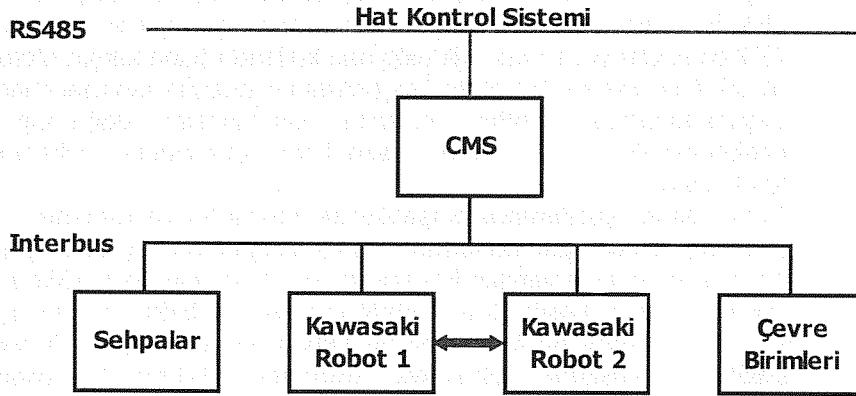 Hat Kontrol Sistemi
RS485
CMS
Interbus
Sehpalar
Kawasaki
Robot 1
Kawasaki
Robot 2
Çevre
Birimleri